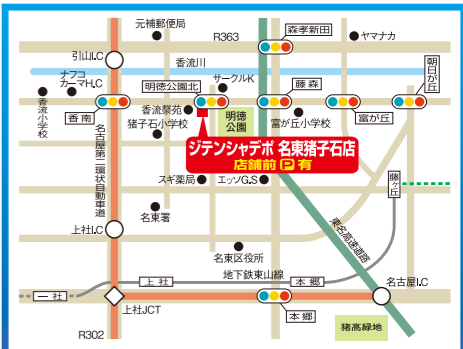 元補郵便局
R363
森孝新田
ヤマナカ
引山I.C
香流川
朝日が丘
ナフコ
カーマH.C
明徳公園北
サークルK
藤森
香流小学校
香南
香流祭苑
猪子石小学校
明徳
公園
富が丘小学校
富が丘
名古屋第二環状自動車道
ジテンシャデポ 名東猪子石店
店舗前 P 有
スギ薬局
エッソG.S
藤ヶ丘
名東署
上社I.C
名東区役所
東名高速道路
地下鉄東山線
上社
本郷
名古屋I.C
一社
上社JCT
本郷
猪高緑地
R302